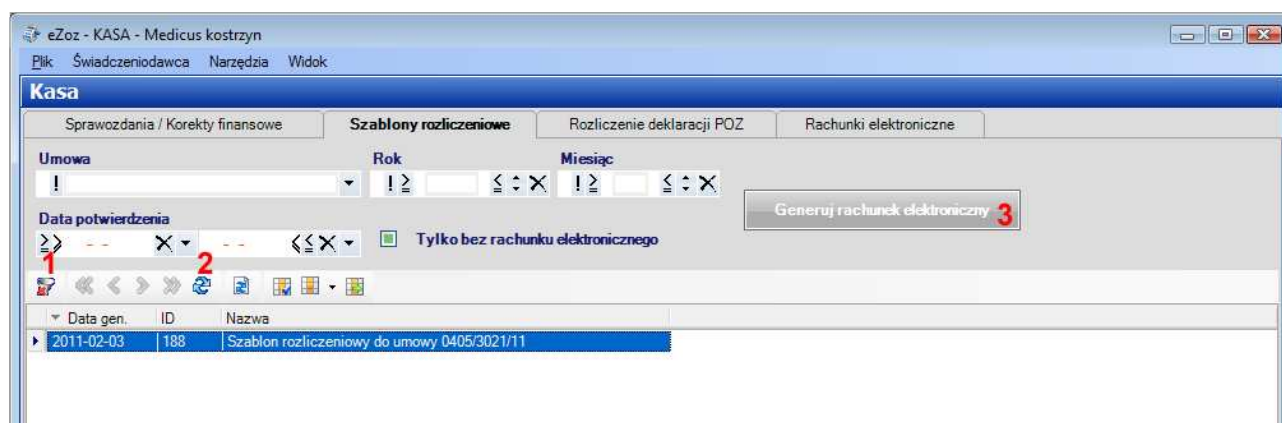 eZoz - KASA - Medicus kostrzyn
Plik Świadczeniodawca Narzędzia Widok
Kasa
Sprawozdania / Korekty finansowe Szablony rozliczeniowe Rozliczenie deklaracji POZ Rachunki elektroniczne
Umowa Rok Miesiąc
! ! ≥ ≤ X ! ≥ ≤ X
Generuj rachunek elektroniczny 3
Data potwierdzenia
≥ > - - X - - < ≤ X Tylko bez rachunku elektronicznego
1 2
Data gen. ID Nazwa
2011-02-03 188 Szablon rozliczeniowy do umowy 0405/3021/11